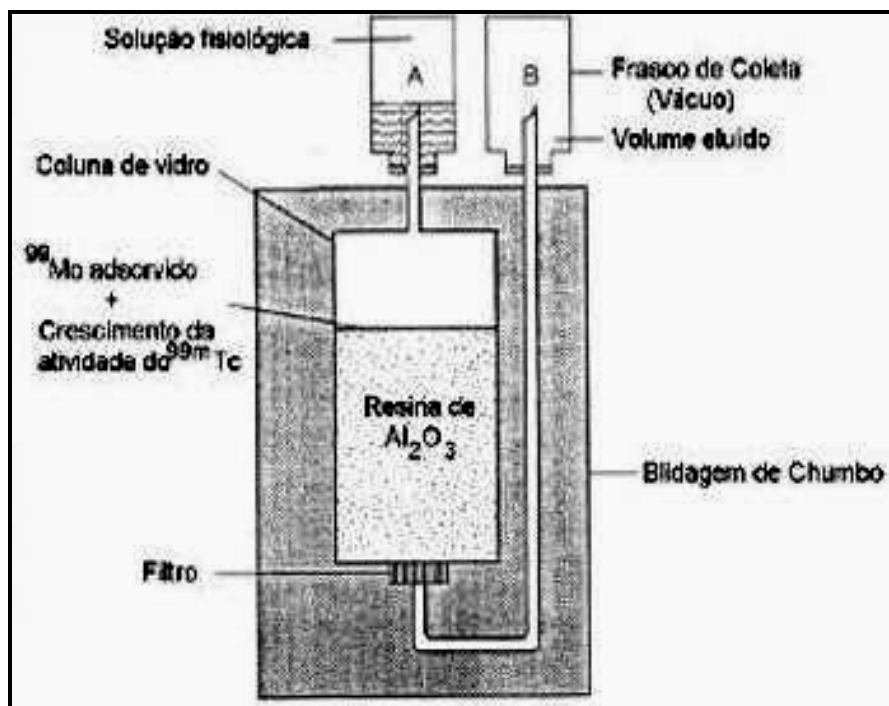 Solução fisiológica
A
B
Frasco de Coleta
(Vácuo)
Volume eluído
Coluna de vidro
99Mo adsorvido
+
Crescimento da
atividade do 99mTc
Resina de
Al2O3
Blidagem de Chumbo
Filtro